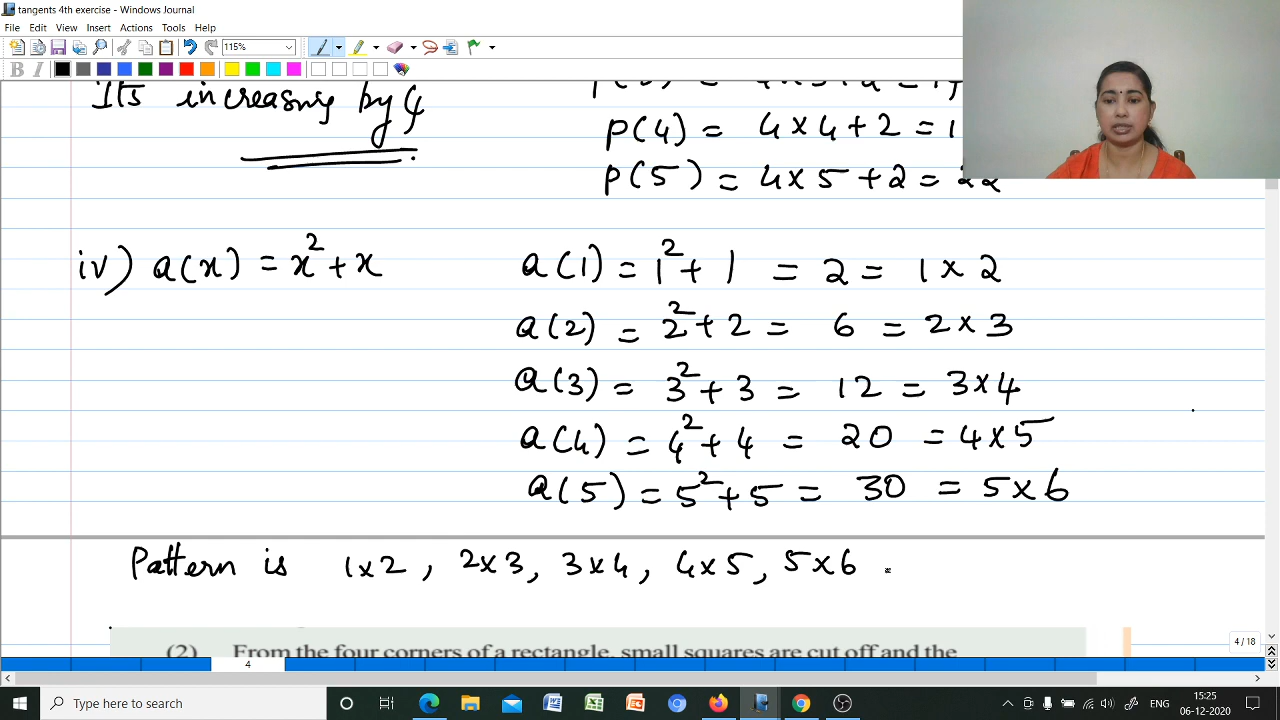 tangents 4th exercise - Windows Journal
File Edit View Insert Actions Tools Help
115%
B I
Its increasing by 4
P(4) = 4×4+2 = 1
P(5) = 4×5+2 = 22
iv) a(x) = x²+x
a(1) = 1²+1 = 2 = 1×2
a(2) = 2²+2 = 6 = 2×3
a(3) = 3²+3 = 12 = 3×4
a(4) = 4²+4 = 20 = 4×5
a(5) = 5²+5 = 30 = 5×6
Pattern is 1×2, 2×3, 3×4, 4×5, 5×6
(2) From the four corners of a rectangle, small squares are cut off and the
4 / 18
4
Type here to search
ENG
15:25
06-12-2020